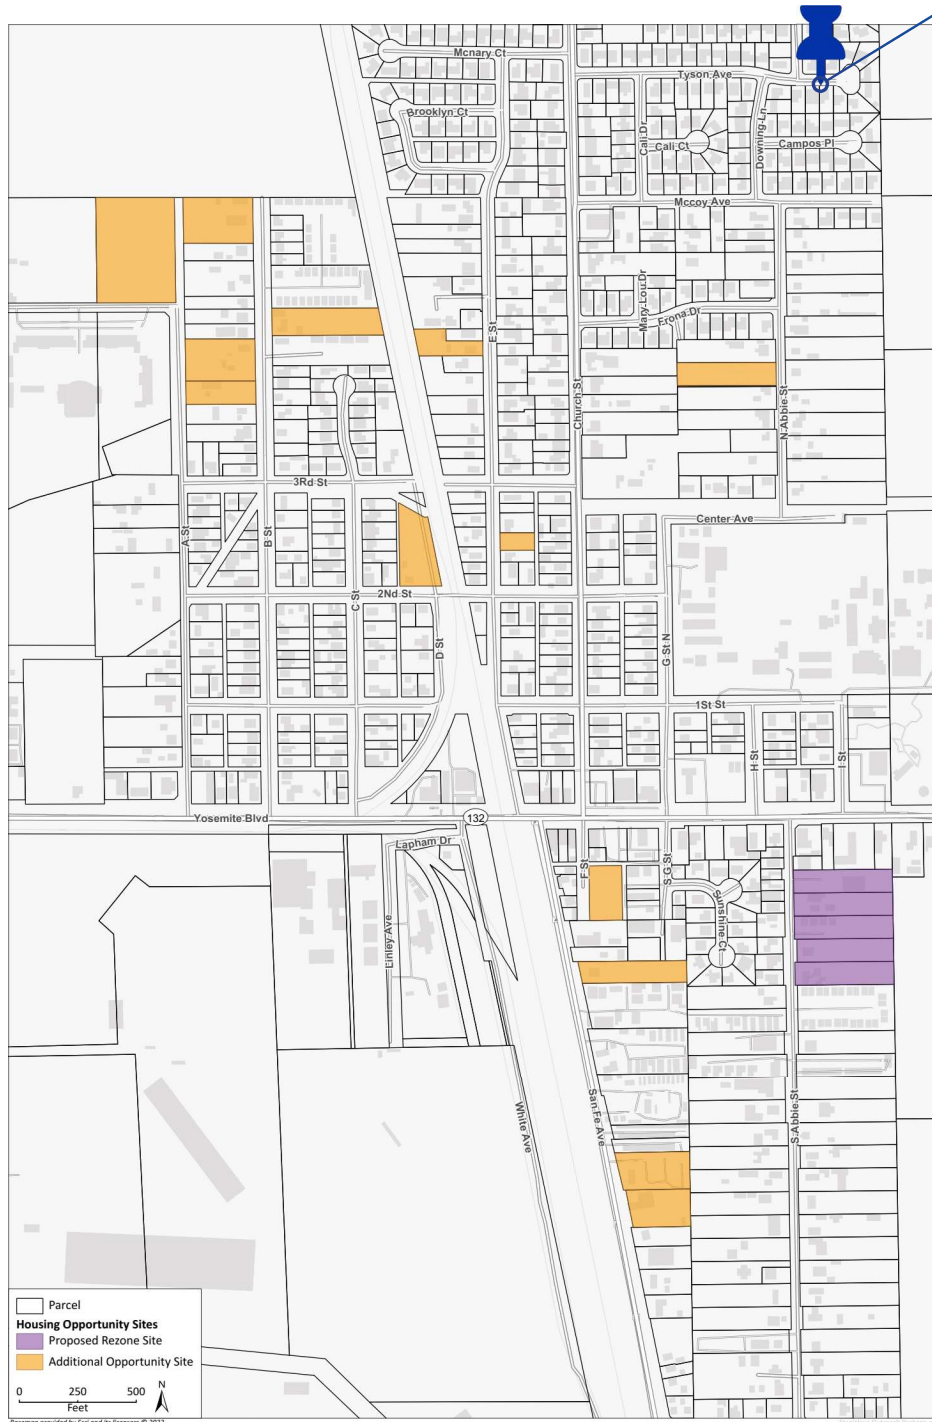 Mcnary Ct
Tyson Ave
Brooklyn Ct
Cali Dr
Cali Ct
Downing Ln
Campos Pl
Mccoy Ave
Mary Lou Dr
Frona Dr
E St
Church St
N Abbie St
3Rd St
Center Ave
A St
B St
C St
2Nd St
D St
G St N
1St St
H St
I St
Yosemite Blvd
132
Lapham Dr
F St
S G St
Sunshine Ct
Linley Ave
White Ave
San Fe Ave
S Abbie St
Parcel
Housing Opportunity Sites
Proposed Rezone Site
Additional Opportunity Site
0 250 500
Feet
N